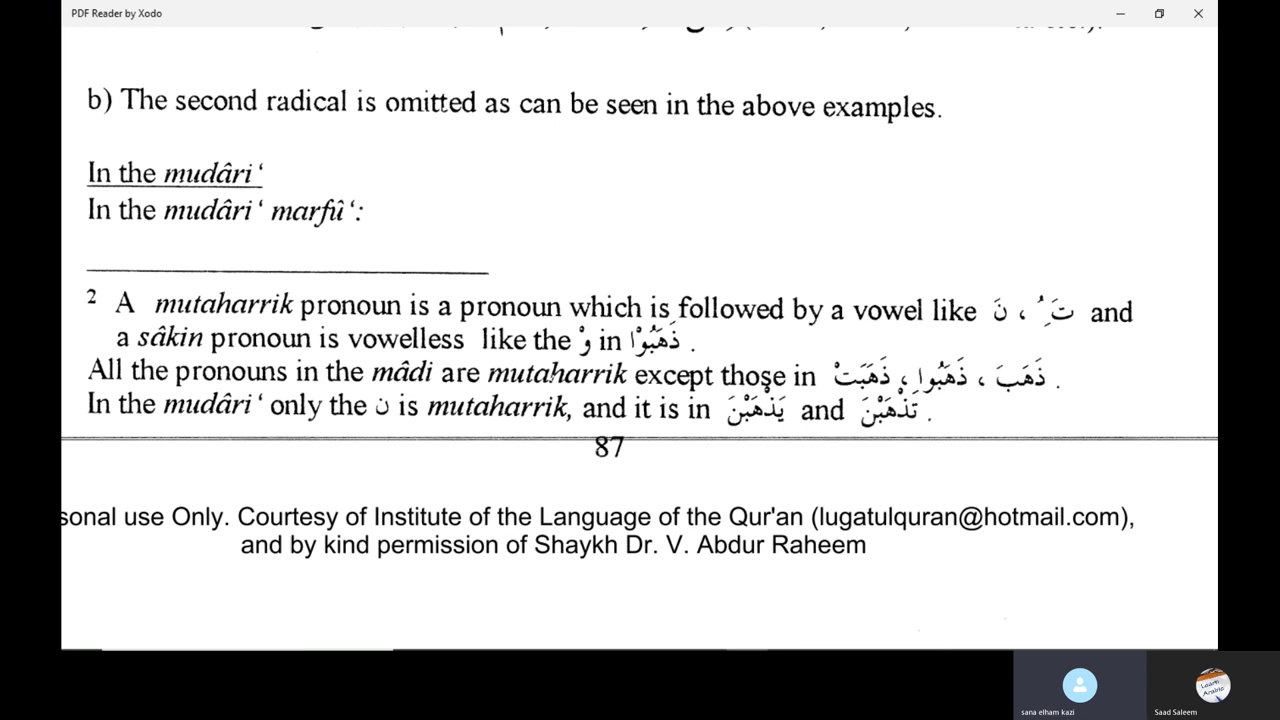 PDF Reader by Xodo
b) The second radical is omitted as can be seen in the above examples.
In the mudâri ‘
In the mudâri ‘ marfû ‘:
2 A mutaharrik pronoun is a pronoun which is followed by a vowel like تَُِ ، نَ and
a sâkin pronoun is vowelless like the وْ in ذَهَبُوْا .
All the pronouns in the mâdi are mutaharrik except those in ذَهَبَ ، ذَهَبُوا ، ذَهَبَتْ .
In the mudâri ‘ only the ن is mutaharrik, and it is in يَذْهَبْنَ and تَذْهَبْنَ .
87
sonal use Only. Courtesy of Institute of the Language of the Qur'an (lugatulquran@hotmail.com),
and by kind permission of Shaykh Dr. V. Abdur Raheem
sana elham kazi
Saad Saleem
Learn
Arabic